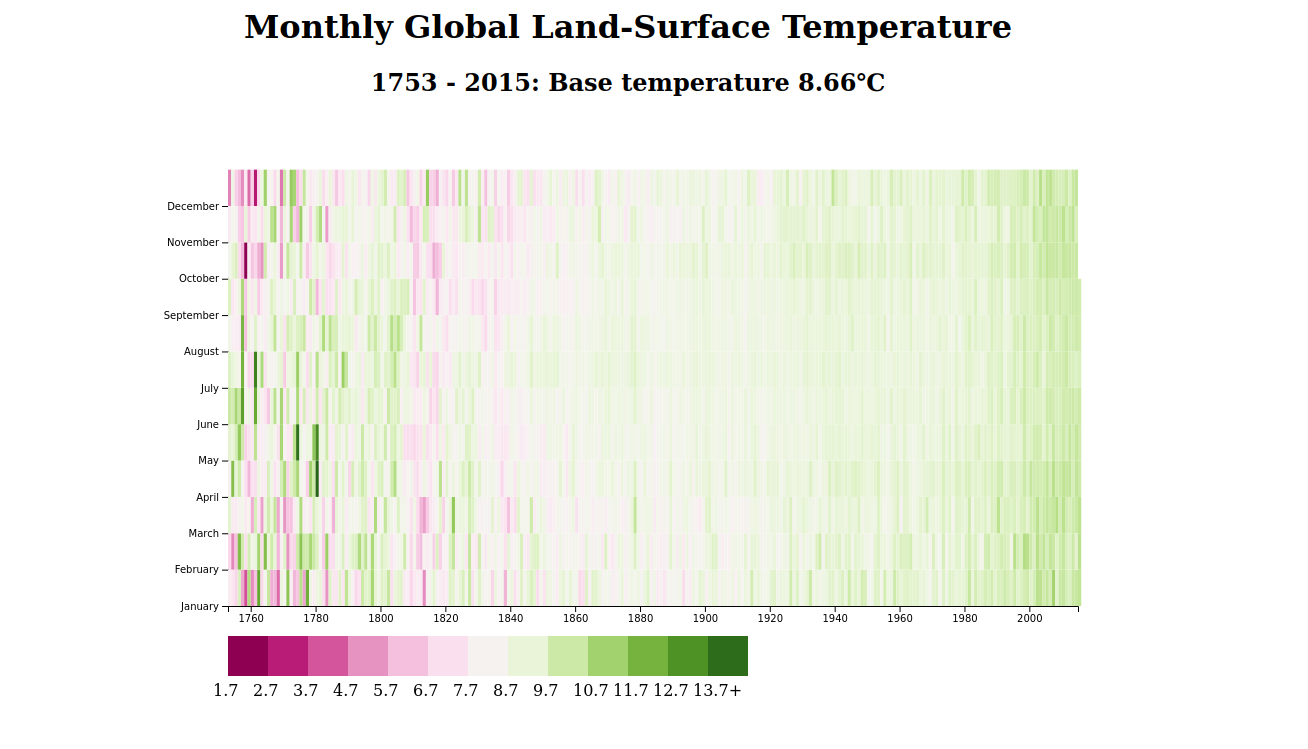 Monthly Global Land-Surface Temperature
1753 - 2015: Base temperature 8.66℃
December
November
October
September
August
July
June
May
April
March
February
January
1760 1780 1800 1820 1840 1860 1880 1900 1920 1940 1960 1980 2000
1.7 2.7 3.7 4.7 5.7 6.7 7.7 8.7 9.7 10.7 11.7 12.7 13.7+